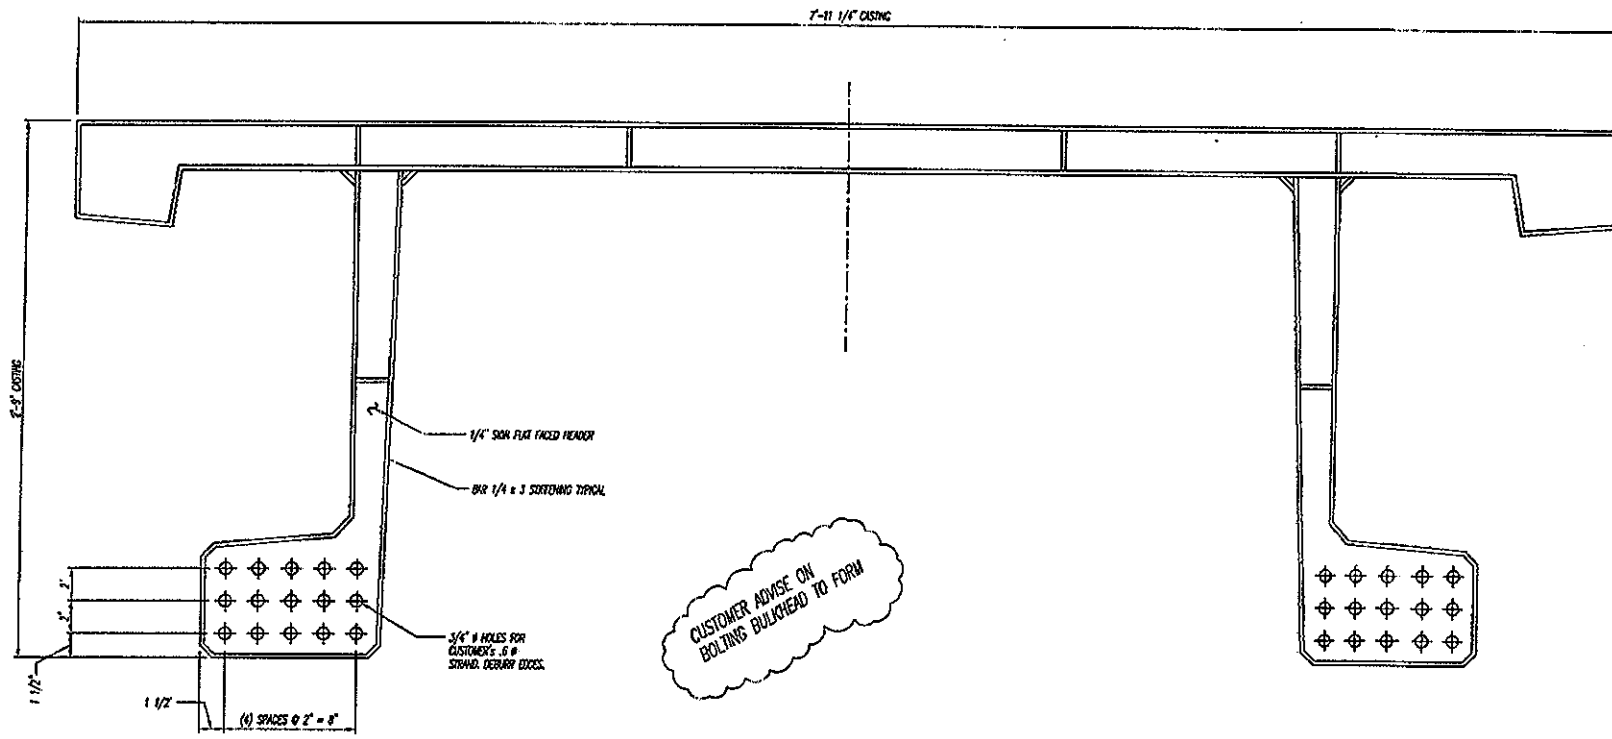 7'-11 1/4" CASTING
2'-9" CASTING
1/4" SKIN FLAT FACED HEADER
BAR 1/4 x 3 STIFFENING TYPICAL
2"
2"
1 1/2"
1 1/2"
(4) SPACES @ 2" = 8"
3/4" ø HOLES FOR
CUSTOMER'S .6 ø
STRAND. DEBURR EDGES.
CUSTOMER ADVISE ON
BOLTING BULKHEAD TO FORM